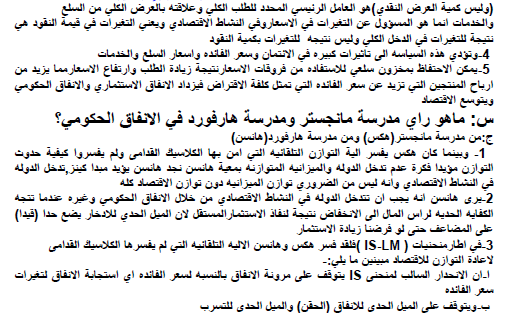 (وليس كمية العرض النقدي)هو العامل الرئيسي المحدد للطلب الكلي وعلاقته بالعرض الكلي من السلع
والخدمات انما هو المسؤول عن التغيرات في الاسعاروفي النشاط الاقتصادي ويعني التغيرات في قيمة النقود هي
نتيجة للتغيرات في الدخل الكلي وليس نتيجه للتغيرات بكمية النقود
4-وتؤدي هذه السياسه الى تاثيرات كبيره في الائتمان وسعر الفائده واسعار السلع والخدمات
5-يمكن الاحتفاظ بمخزون سلعي للاستفاده من فروقات الاسعارنتيجة زيادة الطلب وارتفاع الاسعارمما يزيد من
ارباح المنتجين التي تزيد عن سعر الفائده التي تمثل كلفة الاقتراض فيزداد الانفاق الاستثماري والانفاق الحكومي
ويتوسع الاقتصاد
س: ماهو راي مدرسة مانجستر ومدرسة هارفورد في الانفاق الحكومي؟
ج:من مدرسة مانجستر(هكس) ومن مدرسة هارفورد(هانسن)
1- وبينما كان هكس يفسر الية التوازن التلقائيه التي امن بها الكلاسيك القدامى ولم يفسروا كيفية حدوث
التوازن مؤيدا فكرة عدم تدخل الدوله والميزانيه المتوازنه بمعية هانسن نجد هانسن يؤيد مبدا كينز,تدخل الدوله
في النشاط الاقتصادي وانه ليس من الضروري توازن الميزانيه دون توازن الاقتصاد كله
2-يرى هانسن انه يجب ان تتدخل الدوله في النشاط الاقتصادي من خلال الانفاق الحكومي وغيره عندما تتجه
الكفايه الحديه لراس المال الى الانخفاض نتيجة لنفاذ الاستثمارالمستقل لان الميل الحدي للادخار يضع حدا (قيدا)
على المضاعف حتى لو فرضنا زيادة الاستثمار
3-في اطارمنحنيات ( IS-LM )فلقد فسر هكس وهانسن الاليه التلقائيه التي لم يفسرها الكلاسيك القدامى
لاعادة التوازن للاقتصاد مبينين ما يلي:-
ا-ان الانحدار السالب لمنحنى IS يتوقف على مرونة الانفاق بالنسبه لسعر الفائده اي استجابة الانفاق لتغيرات
سعر الفائده
ب-ويتوقف على الميل الحدي للانفاق (الحقن) والميل الحدي للتسرب